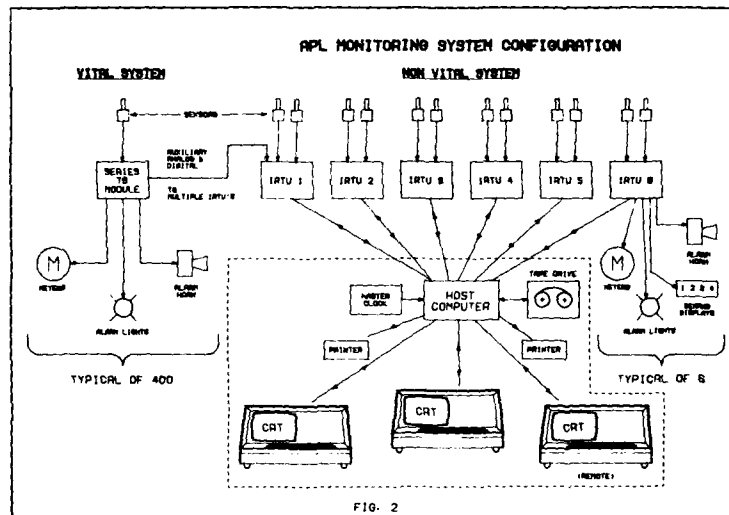 APL MONITORING SYSTEM CONFIGURATION
VITAL SYSTEM
NON VITAL SYSTEM
SENSORS
AUXILIARY
ANALOG &
DIGITAL
TO
MULTIPLE IRTU'S
SERIES
TS
MODULE
IRTU 1
IRTU 2
IRTU 3
IRTU 4
IRTU 5
IRTU 6
M
METERS
ALARM
HORN
ALARM LIGHTS
TYPICAL OF 400
MASTER
CLOCK
HOST
COMPUTER
TAPE DRIVE
PRINTER
PRINTER
M
METERS
ALARM
HORN
1 2 3 4
DEMAND
DISPLAYS
ALARM LIGHTS
TYPICAL OF 6
CRT
CRT
CRT
(REMOTE)
FIG. 2